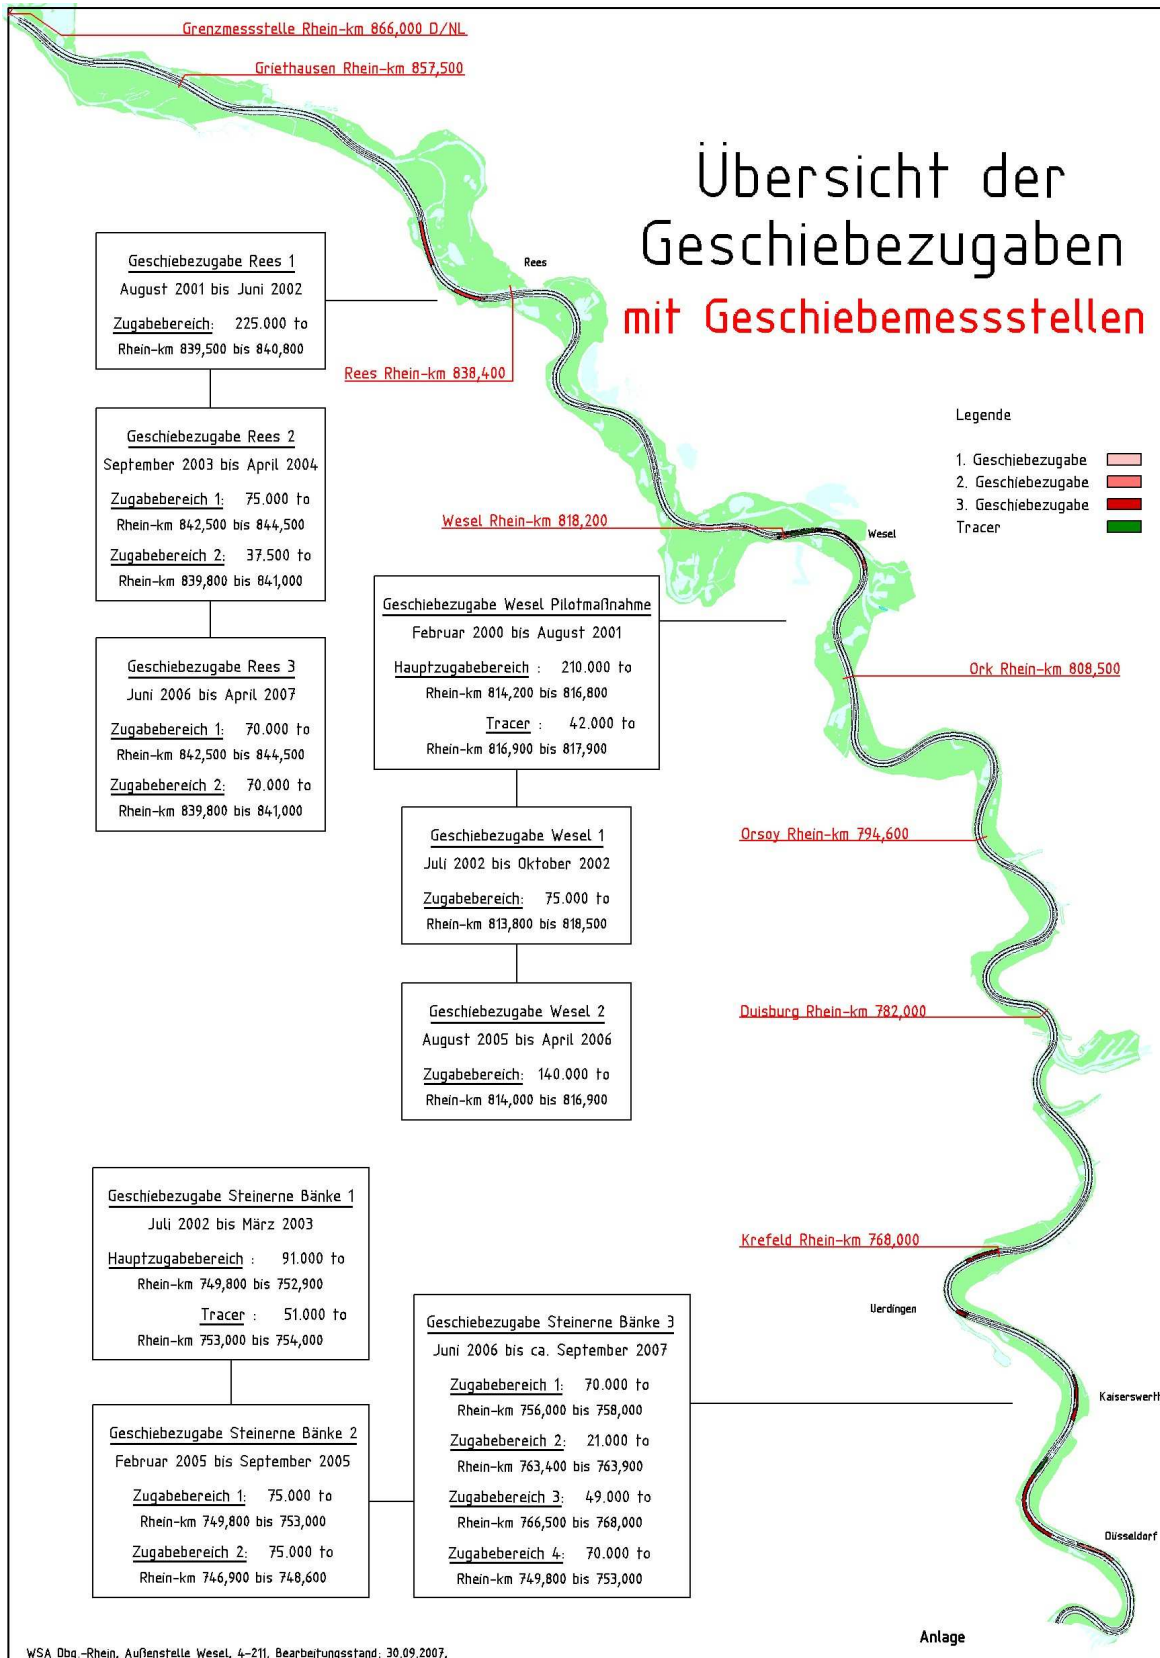 Grenzmessstelle Rhein-km 866,000 D/NL
Griethausen Rhein-km 857,500
Übersicht der
Geschiebezugaben
mit Geschiebemessstellen
Rees
Rees Rhein-km 838,400
Geschiebezugabe Rees 1
August 2001 bis Juni 2002
Zugabebereich: 225.000 to
Rhein-km 839,500 bis 840,800
Geschiebezugabe Rees 2
September 2003 bis April 2004
Zugabebereich 1: 75.000 to
Rhein-km 842,500 bis 844,500
Zugabebereich 2: 37.500 to
Rhein-km 839,800 bis 841,000
Geschiebezugabe Rees 3
Juni 2006 bis April 2007
Zugabebereich 1: 70.000 to
Rhein-km 842,500 bis 844,500
Zugabebereich 2: 70.000 to
Rhein-km 839,800 bis 841,000
Legende
1. Geschiebezugabe
2. Geschiebezugabe
3. Geschiebezugabe
Tracer
Wesel Rhein-km 818,200
Wesel
Geschiebezugabe Wesel Pilotmaßnahme
Februar 2000 bis August 2001
Hauptzugabebereich : 210.000 to
Rhein-km 814,200 bis 816,800
Tracer : 42.000 to
Rhein-km 816,900 bis 817,900
Geschiebezugabe Wesel 1
Juli 2002 bis Oktober 2002
Zugabebereich: 75.000 to
Rhein-km 813,800 bis 818,500
Geschiebezugabe Wesel 2
August 2005 bis April 2006
Zugabebereich: 140.000 to
Rhein-km 814,000 bis 816,900
Ork Rhein-km 808,500
Orsoy Rhein-km 794,600
Duisburg Rhein-km 782,000
Krefeld Rhein-km 768,000
Uerdingen
Kaiserswerth
Düsseldorf
Geschiebezugabe Steinerne Bänke 1
Juli 2002 bis März 2003
Hauptzugabebereich : 91.000 to
Rhein-km 749,800 bis 752,900
Tracer : 51.000 to
Rhein-km 753,000 bis 754,000
Geschiebezugabe Steinerne Bänke 2
Februar 2005 bis September 2005
Zugabebereich 1: 75.000 to
Rhein-km 749,800 bis 753,000
Zugabebereich 2: 75.000 to
Rhein-km 746,900 bis 748,600
Geschiebezugabe Steinerne Bänke 3
Juni 2006 bis ca. September 2007
Zugabebereich 1: 70.000 to
Rhein-km 756,000 bis 758,000
Zugabebereich 2: 21.000 to
Rhein-km 763,400 bis 763,900
Zugabebereich 3: 49.000 to
Rhein-km 766,500 bis 768,000
Zugabebereich 4: 70.000 to
Rhein-km 749,800 bis 753,000
Anlage
WSA Dbg.-Rhein, Außenstelle Wesel, 4-211, Bearbeitungsstand: 30.09.2007,